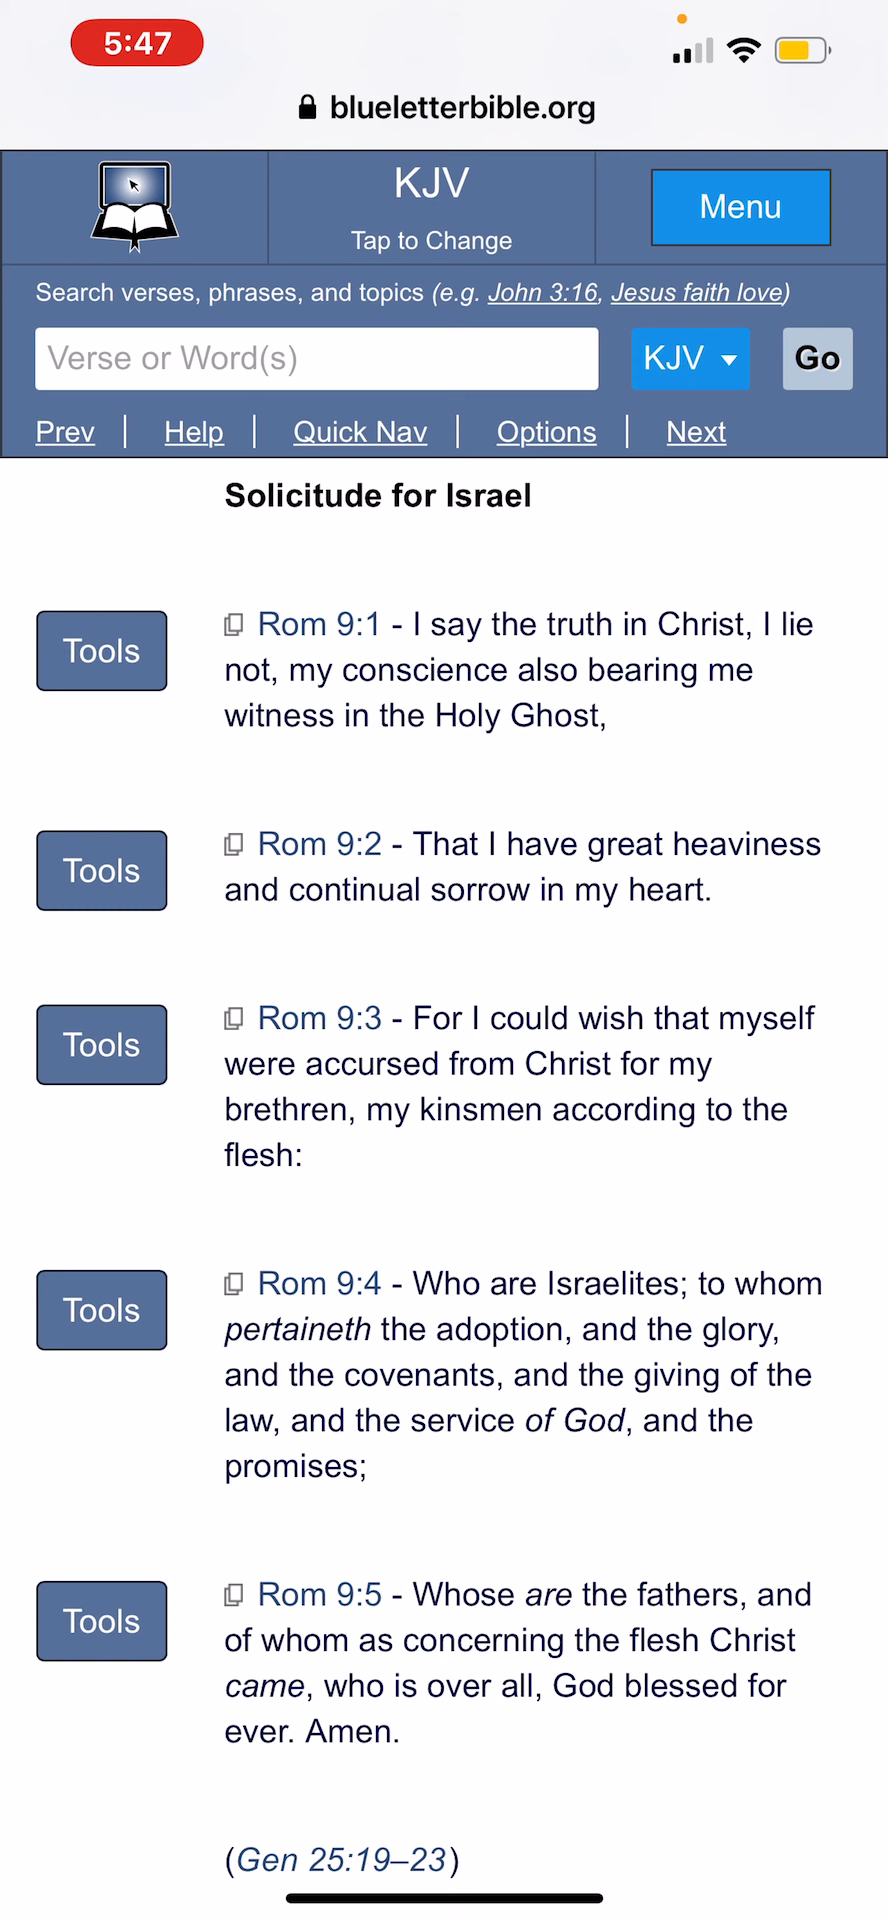 5:47
blueletterbible.org
KJV
Tap to Change
Menu
Search verses, phrases, and topics (e.g. John 3:16, Jesus faith love)
Verse or Word(s)
KJV
Go
Prev | Help | Quick Nav | Options | Next
Solicitude for Israel
Tools
Rom 9:1 - I say the truth in Christ, I lie
not, my conscience also bearing me
witness in the Holy Ghost,
Tools
Rom 9:2 - That I have great heaviness
and continual sorrow in my heart.
Tools
Rom 9:3 - For I could wish that myself
were accursed from Christ for my
brethren, my kinsmen according to the
flesh:
Tools
Rom 9:4 - Who are Israelites; to whom
pertaineth the adoption, and the glory,
and the covenants, and the giving of the
law, and the service of God, and the
promises;
Tools
Rom 9:5 - Whose are the fathers, and
of whom as concerning the flesh Christ
came, who is over all, God blessed for
ever. Amen.
(Gen 25:19–23)